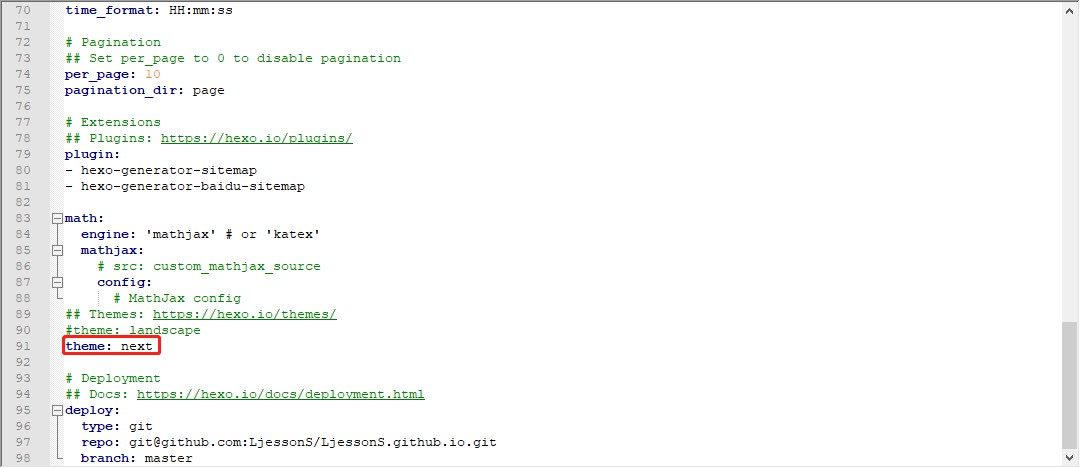 70 time_format: HH:mm:ss
71
72 # Pagination
73 ## Set per_page to 0 to disable pagination
74 per_page: 10
75 pagination_dir: page
76
77 # Extensions
78 ## Plugins: https://hexo.io/plugins/
79 plugin:
80 - hexo-generator-sitemap
81 - hexo-generator-baidu-sitemap
82
83 math:
84   engine: 'mathjax' # or 'katex'
85   mathjax:
86     # src: custom_mathjax_source
87     config:
88       # MathJax config
89 ## Themes: https://hexo.io/themes/
90 #theme: landscape
91 theme: next
92
93 # Deployment
94 ## Docs: https://hexo.io/docs/deployment.html
95 deploy:
96   type: git
97   repo: git@github.com:LjessonS/LjessonS.github.io.git
98   branch: master